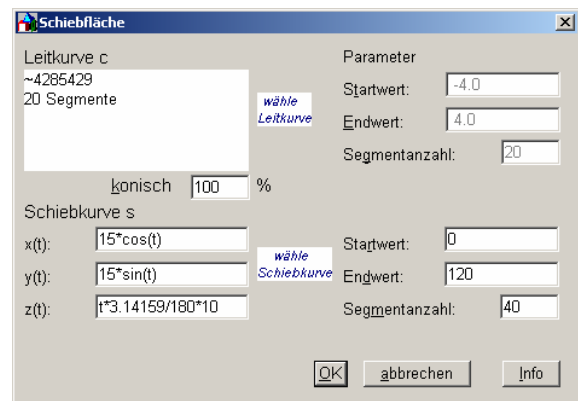 Schiebfläche
Leitkurve c
~4285429
20 Segmente
wähle
Leitkurve
konisch 100 %
Parameter
Startwert: -4.0
Endwert: 4.0
Segmentanzahl: 20
Schiebkurve s
x(t): 15*cos(t)
y(t): 15*sin(t)
z(t): t*3.14159/180*10
wähle
Schiebkurve
Startwert: 0
Endwert: 120
Segmentanzahl: 40
OK abbrechen Info